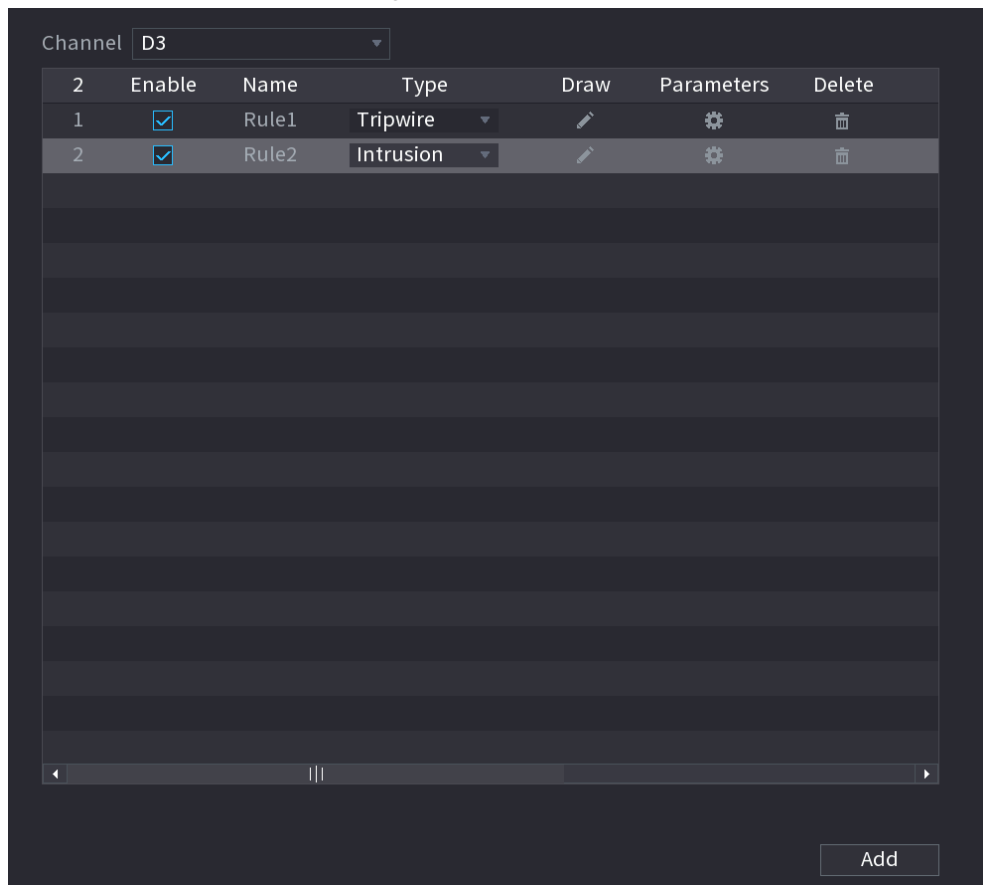 Channel D3
2 Enable Name Type Draw Parameters Delete
1 Rule1 Tripwire
2 Rule2 Intrusion
Add